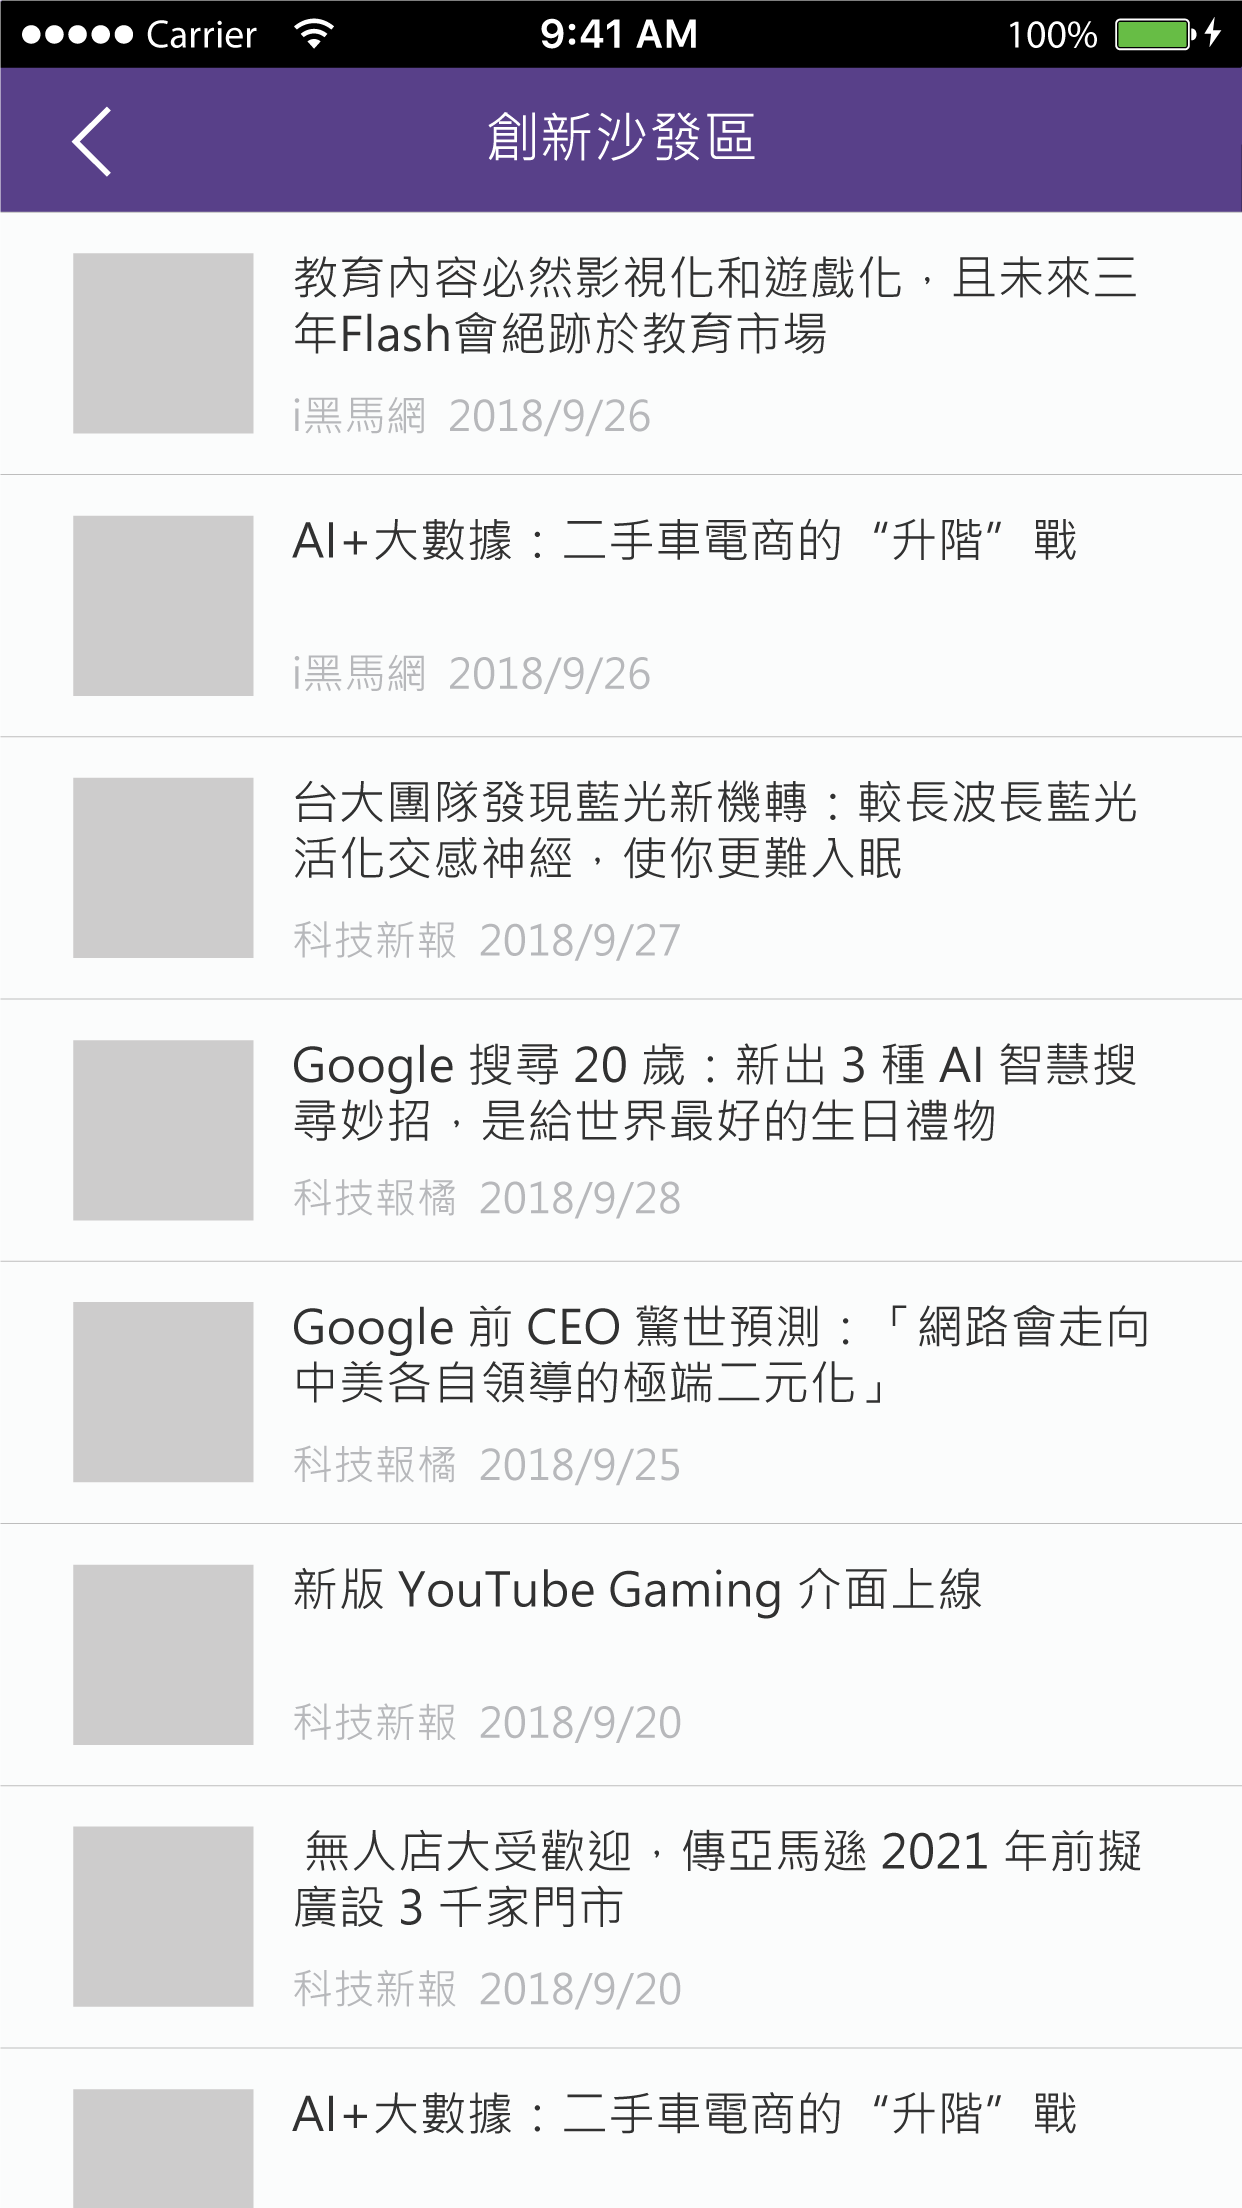 Carrier 9:41 AM 100%
創新沙發區
教育內容必然影視化和遊戲化，且未來三
年Flash會絕跡於教育市場
i黑馬網 2018/9/26
AI+大數據：二手車電商的“升階”戰
i黑馬網 2018/9/26
台大團隊發現藍光新機轉：較長波長藍光
活化交感神經，使你更難入眠
科技新報 2018/9/27
Google 搜尋 20 歲：新出 3 種 AI 智慧搜
尋妙招，是給世界最好的生日禮物
科技報橘 2018/9/28
Google 前 CEO 驚世預測：「網路會走向
中美各自領導的極端二元化」
科技報橘 2018/9/25
新版 YouTube Gaming 介面上線
科技新報 2018/9/20
無人店大受歡迎，傳亞馬遜 2021 年前擬
廣設 3 千家門市
科技新報 2018/9/20
AI+大數據：二手車電商的“升階”戰